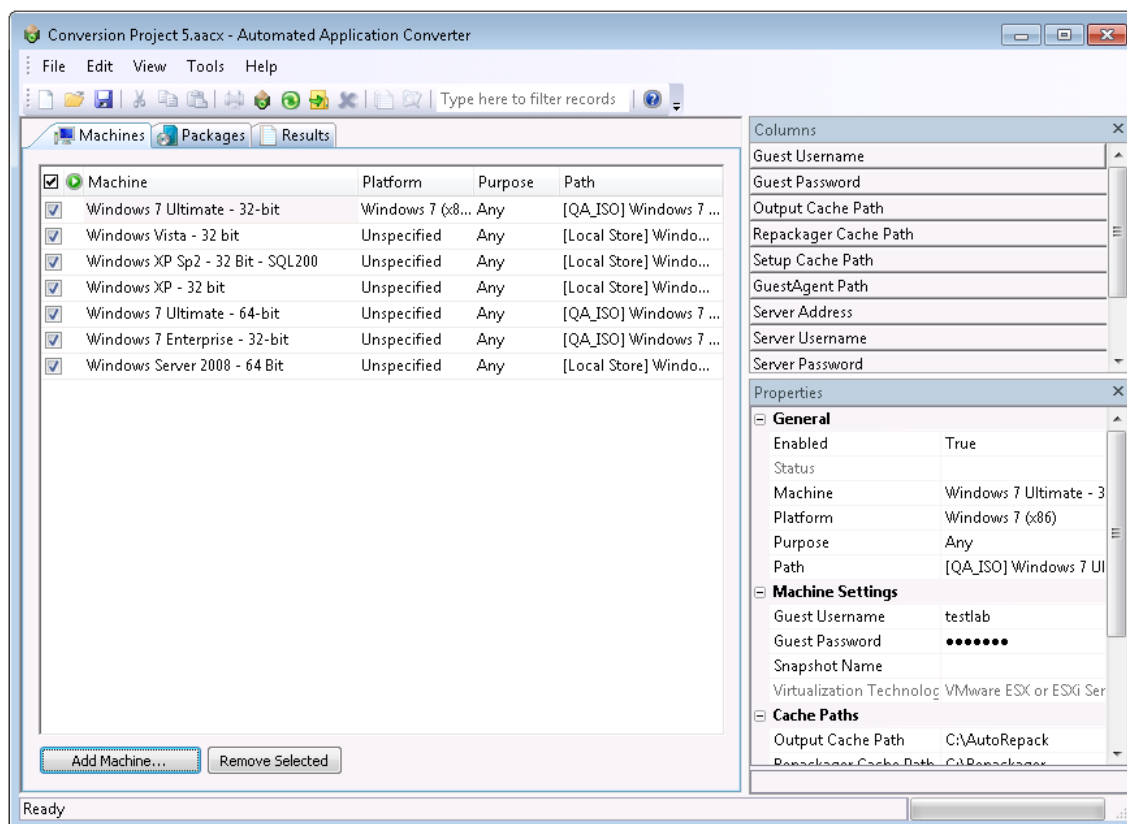 Conversion Project 5.aacx - Automated Application Converter
File Edit View Tools Help
Type here to filter records
Machines Packages Results
Machine Platform Purpose Path
Windows 7 Ultimate - 32-bit Windows 7 (x8... Any [QA_ISO] Windows 7 ...
Windows Vista - 32 bit Unspecified Any [Local Store] Windo...
Windows XP Sp2 - 32 Bit - SQL200 Unspecified Any [Local Store] Windo...
Windows XP - 32 bit Unspecified Any [Local Store] Windo...
Windows 7 Ultimate - 64-bit Unspecified Any [QA_ISO] Windows 7 ...
Windows 7 Enterprise - 32-bit Unspecified Any [QA_ISO] Windows 7 ...
Windows Server 2008 - 64 Bit Unspecified Any [Local Store] Windo...
Add Machine... Remove Selected
Columns
Guest Username
Guest Password
Output Cache Path
Repackager Cache Path
Setup Cache Path
GuestAgent Path
Server Address
Server Username
Server Password
Properties
General
Enabled True
Status
Machine Windows 7 Ultimate - 3
Platform Windows 7 (x86)
Purpose Any
Path [QA_ISO] Windows 7 Ul
Machine Settings
Guest Username testlab
Guest Password ●●●●●●●
Snapshot Name
Virtualization Technolog VMware ESX or ESXi Ser
Cache Paths
Output Cache Path C:\AutoRepack
Repackager Cache Path C:\Repackager
Ready